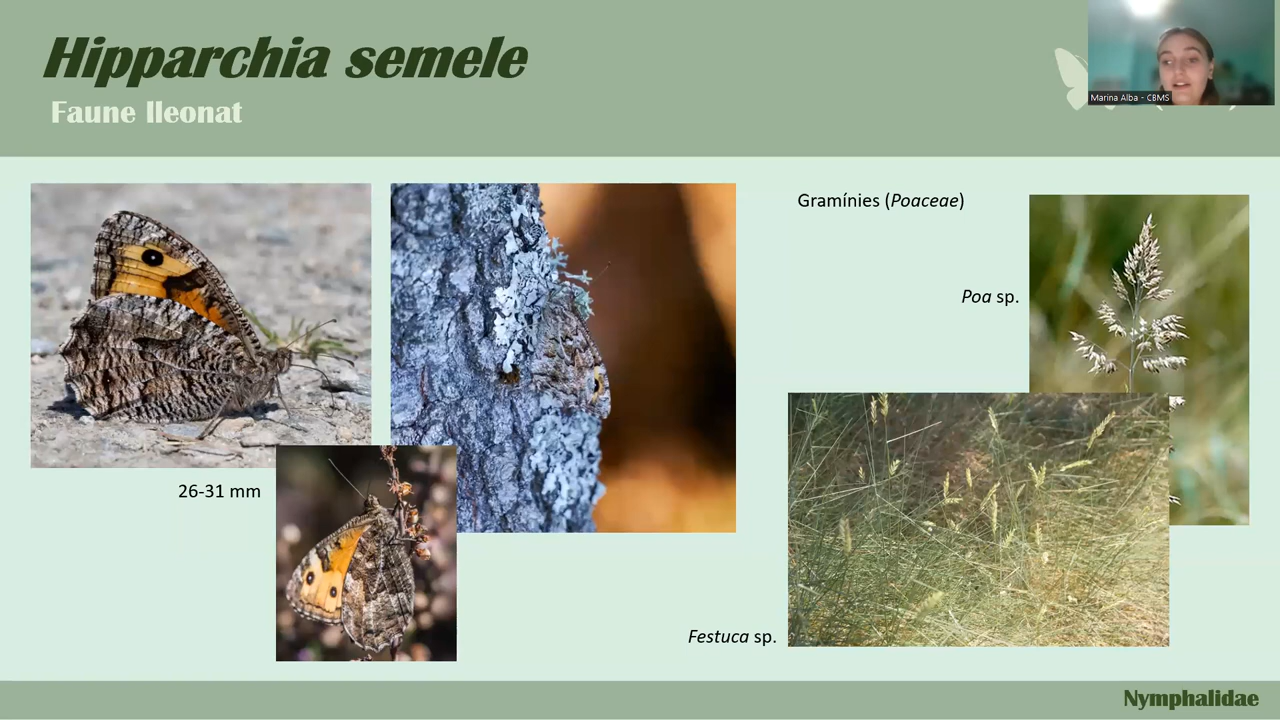 Hipparchia semele
Faune lleonat
Marina Alba - CBMS
Gramínies (Poaceae)
Poa sp.
26-31 mm
Festuca sp.
Nymphalidae